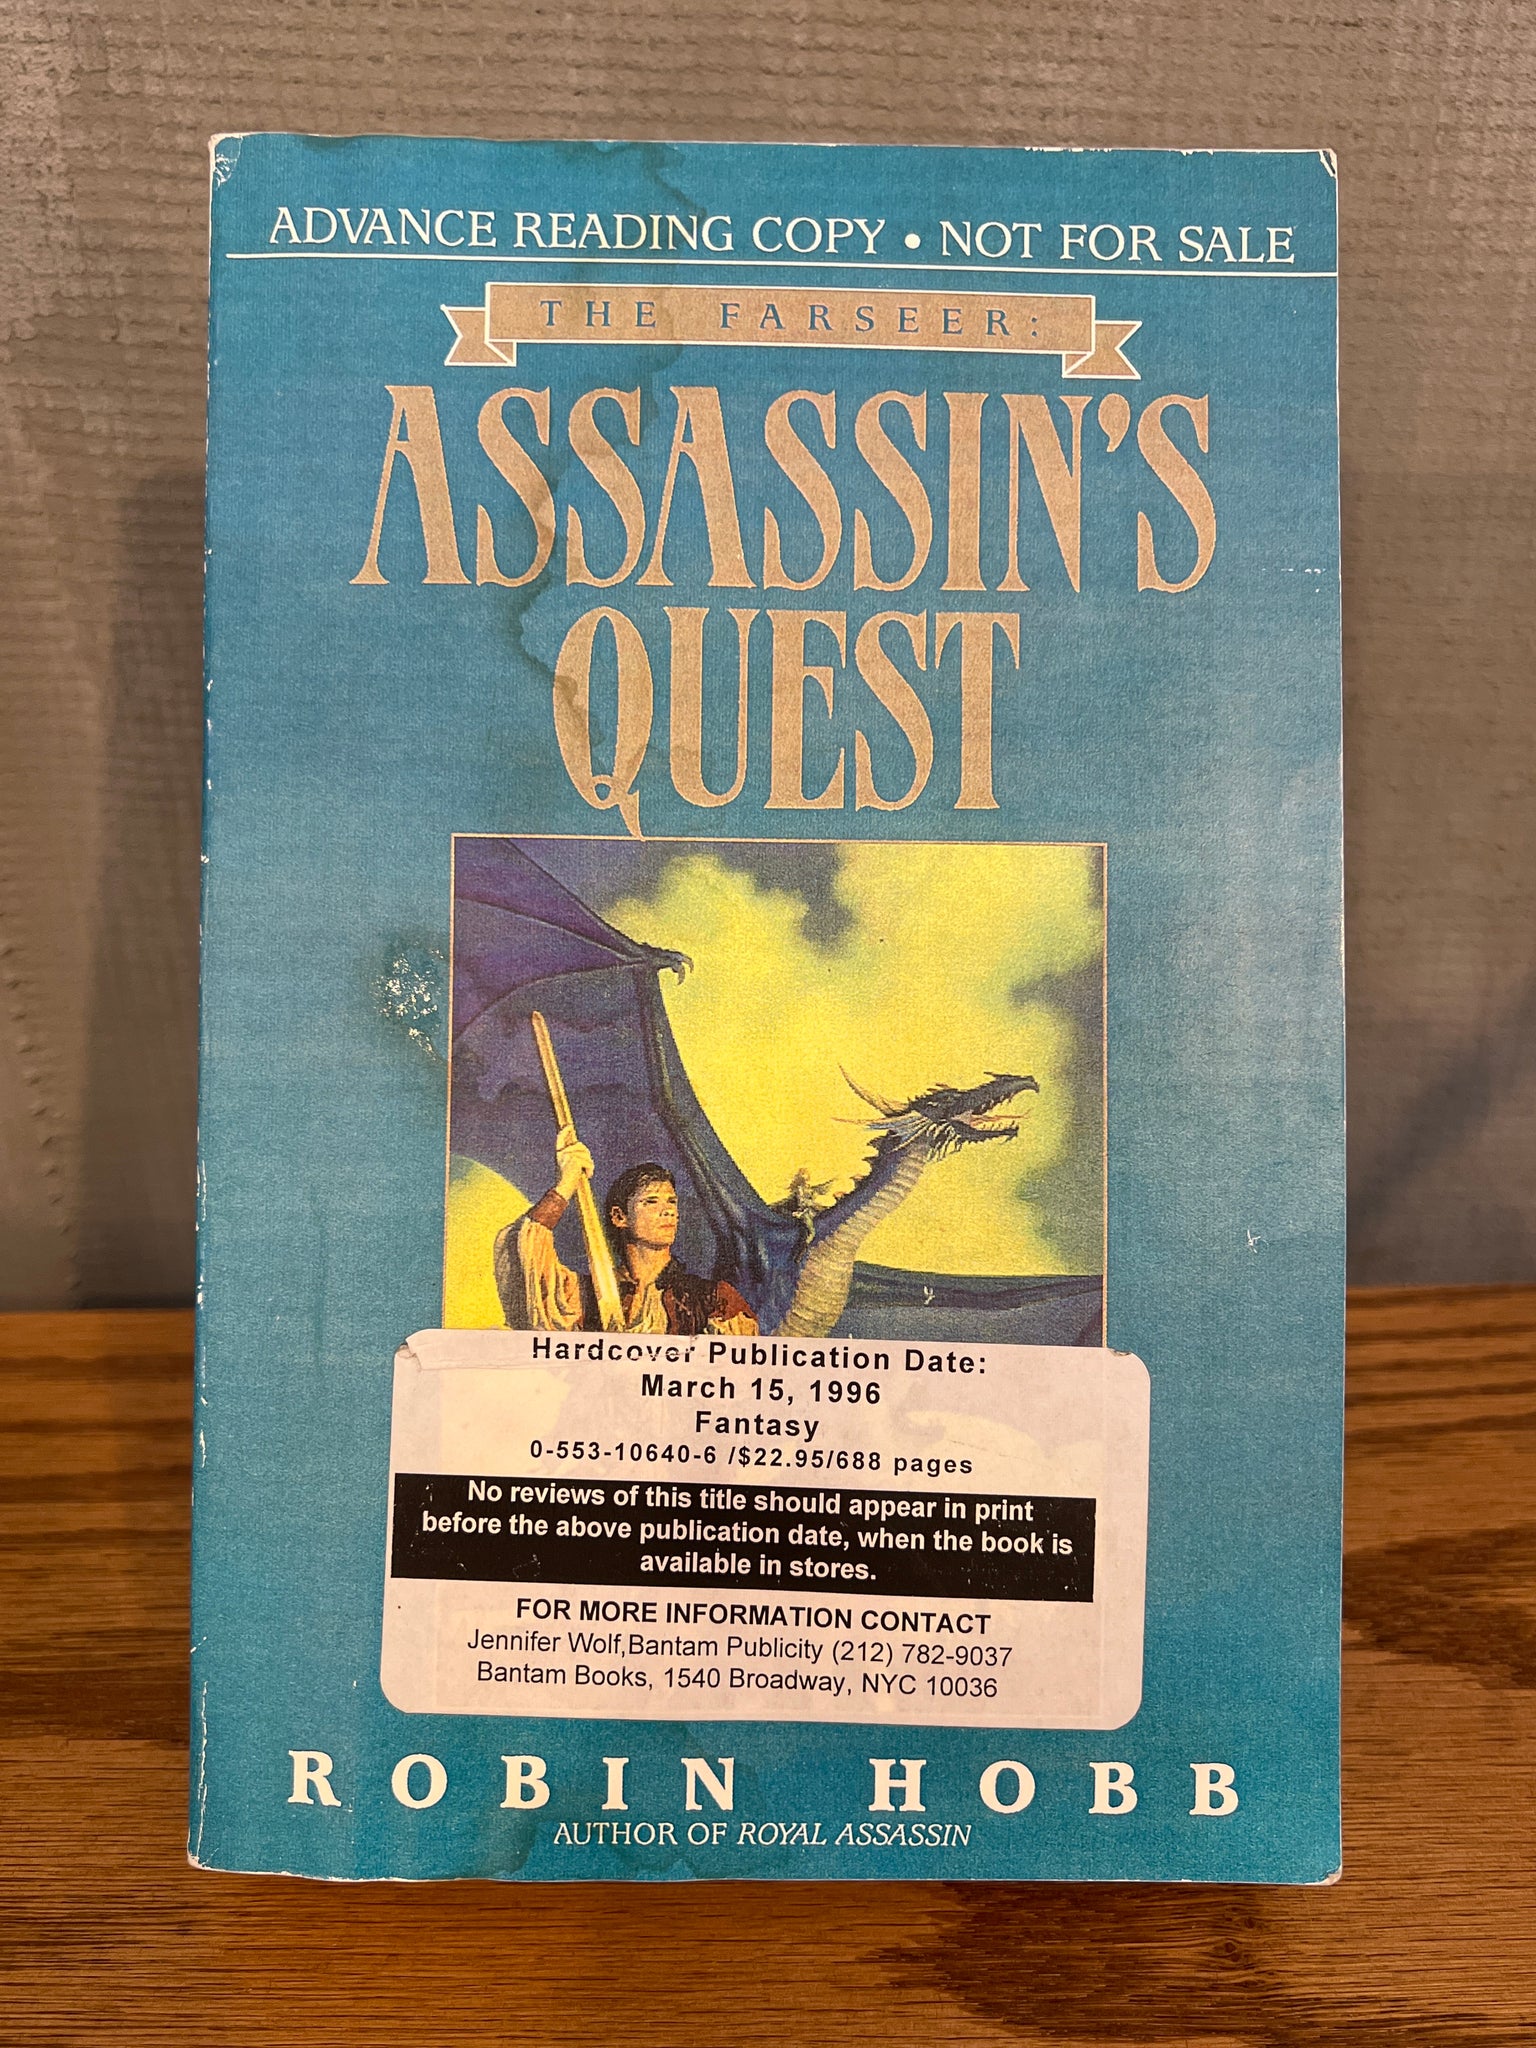 ADVANCE READING COPY • NOT FOR SALE
THE FARSEER:
ASSASSIN'S
QUEST
Hardcover Publication Date:
March 15, 1996
Fantasy
0-553-10640-6 /$22.95/688 pages
No reviews of this title should appear in print
before the above publication date, when the book is
available in stores.
FOR MORE INFORMATION CONTACT
Jennifer Wolf,Bantam Publicity (212) 782-9037
Bantam Books, 1540 Broadway, NYC 10036
ROBIN HOBB
AUTHOR OF ROYAL ASSASSIN